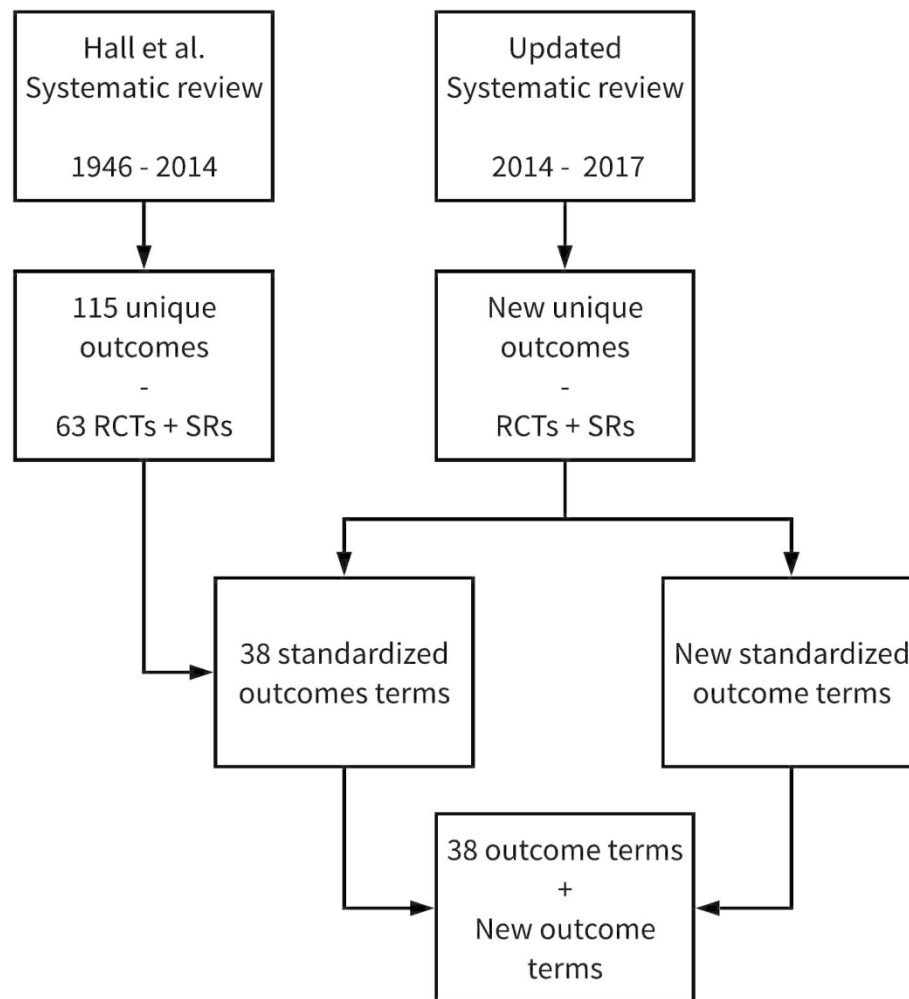 Hall et al.
Systematic review
1946 - 2014
Updated
Systematic review
2014 - 2017
115 unique
outcomes
-
63 RCTs + SRs
New unique
outcomes
-
RCTs + SRs
38 standardized
outcomes terms
New standardized
outcome terms
38 outcome terms
+
New outcome
terms